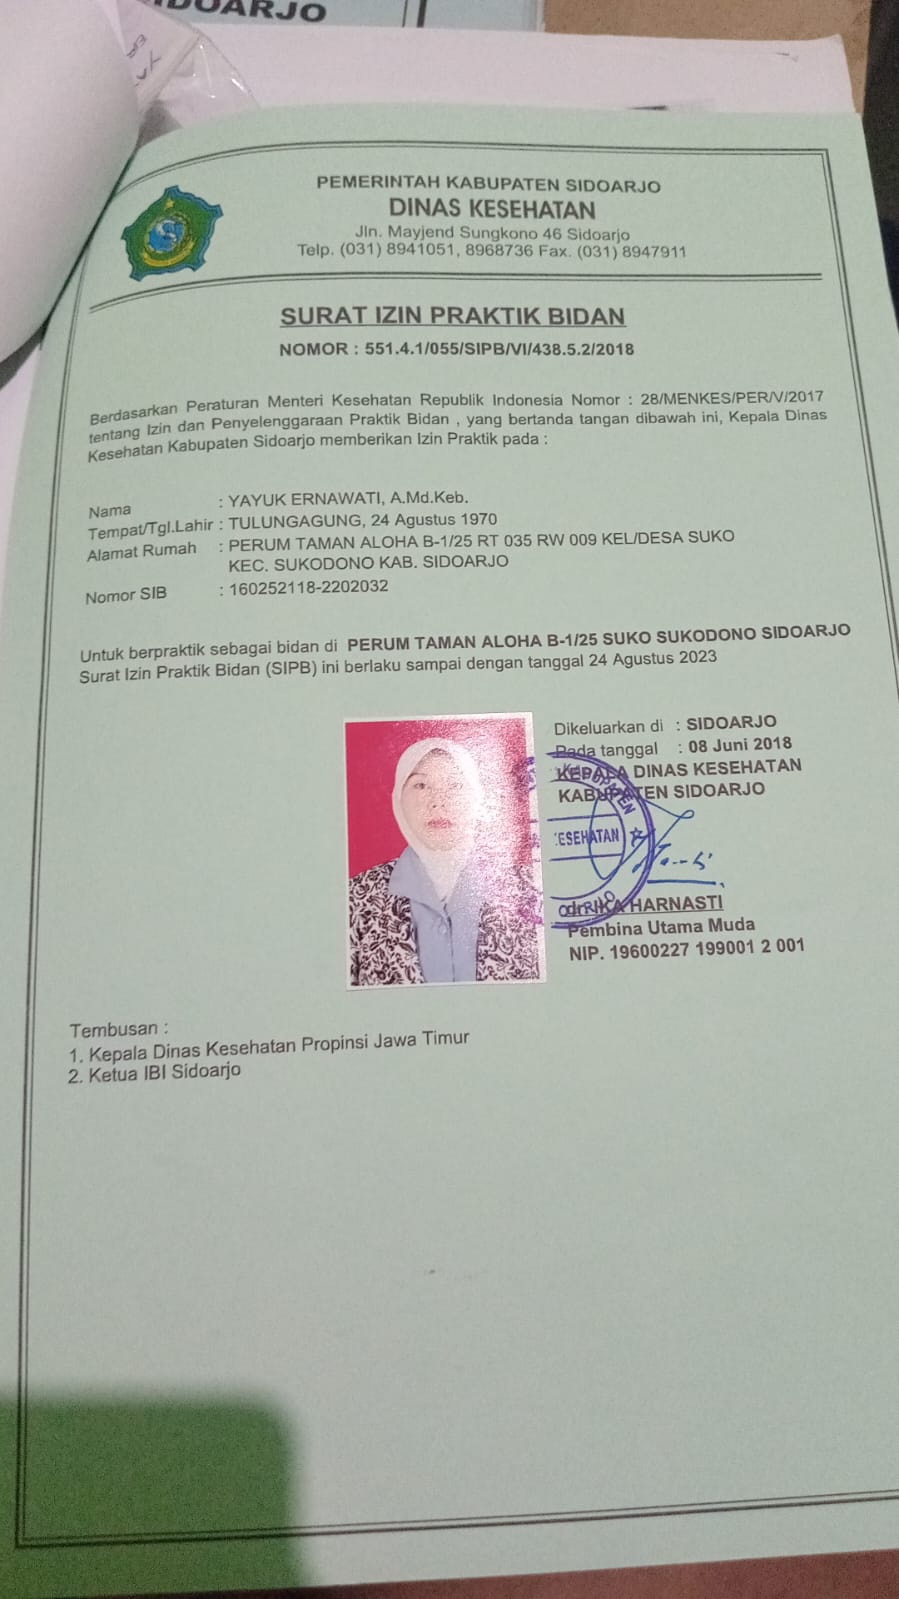 DOARJO
PEMERINTAH KABUPATEN SIDOARJO
DINAS KESEHATAN
Jln. Mayjend Sungkono 46 Sidoarjo
Telp. (031) 8941051, 8968736 Fax. (031) 8947911
SURAT IZIN PRAKTIK BIDAN
NOMOR : 551.4.1/055/SIPB/VI/438.5.2/2018
Berdasarkan Peraturan Menteri Kesehatan Republik Indonesia Nomor : 28/MENKES/PER/V/2017
tentang Izin dan Penyelenggaraan Praktik Bidan , yang bertanda tangan dibawah ini, Kepala Dinas
Kesehatan Kabupaten Sidoarjo memberikan Izin Praktik pada :
Nama : YAYUK ERNAWATI, A.Md.Keb.
Tempat/Tgl.Lahir : TULUNGAGUNG, 24 Agustus 1970
Alamat Rumah : PERUM TAMAN ALOHA B-1/25 RT 035 RW 009 KEL/DESA SUKO
KEC. SUKODONO KAB. SIDOARJO
Nomor SIB : 160252118-2202032
Untuk berpraktik sebagai bidan di PERUM TAMAN ALOHA B-1/25 SUKO SUKODONO SIDOARJO
Surat Izin Praktik Bidan (SIPB) ini berlaku sampai dengan tanggal 24 Agustus 2023
Dikeluarkan di : SIDOARJO
Pada tanggal : 08 Juni 2018
KEPALA DINAS KESEHATAN
KABUPATEN SIDOARJO
ESEHATAN
drRIKA HARNASTI
Pembina Utama Muda
NIP. 19600227 199001 2 001
Tembusan :
1. Kepala Dinas Kesehatan Propinsi Jawa Timur
2. Ketua IBI Sidoarjo